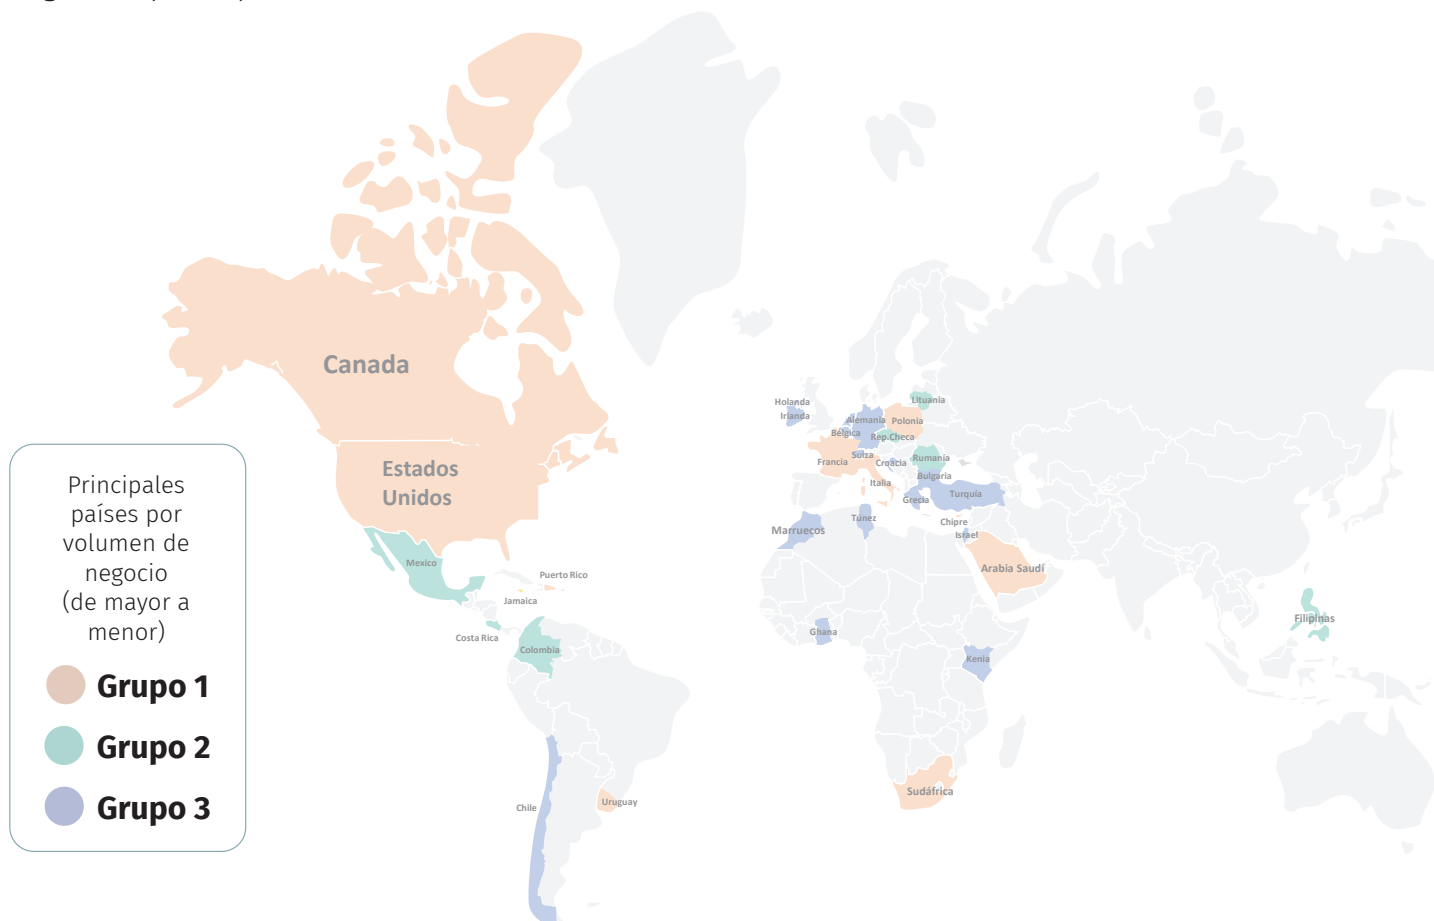 Canada
Estados
Unidos
Mexico
Puerto Rico
Jamaica
Costa Rica
Colombia
Chile
Uruguay
Holanda
Irlanda
Lituania
Alemania
Polonia
Bélgica
Rep.Checa
Francia
Suiza
Croacia
Rumanía
Italia
Bulgaria
Grecia
Turquía
Marruecos
Túnez
Chipre
Israel
Arabia Saudí
Ghana
Kenia
Sudáfrica
Filipinas
Principales
países por
volumen de
negocio
(de mayor a
menor)
Grupo 1
Grupo 2
Grupo 3